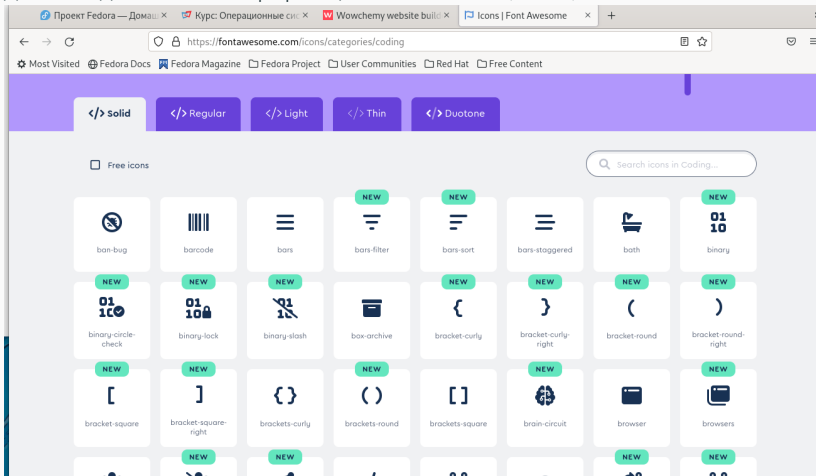 Проект Fedora — Домаш
Курс: Операционные сис
Wowchemy website build
Icons | Font Awesome
https://fontawesome.com/icons/categories/coding
Most Visited Fedora Docs Fedora Magazine Fedora Project User Communities Red Hat Free Content
</> Solid </> Regular </> Light </> Thin </> Duotone
Free icons
Search icons in Coding...
NEW NEW NEW
01
10
ban-bug barcode bars bars-filter bars-sort bars-staggered bath binary
NEW NEW NEW NEW NEW NEW NEW
binary-circle-
check
binary-lock binary-slash box-archive bracket-curly
bracket-curly-
right
bracket-round
bracket-round-
right
NEW NEW NEW NEW NEW NEW
bracket-square
bracket-square-
right
brackets-curly brackets-round brackets-square brain-circuit browser browsers
NEW NEW NEW NEW